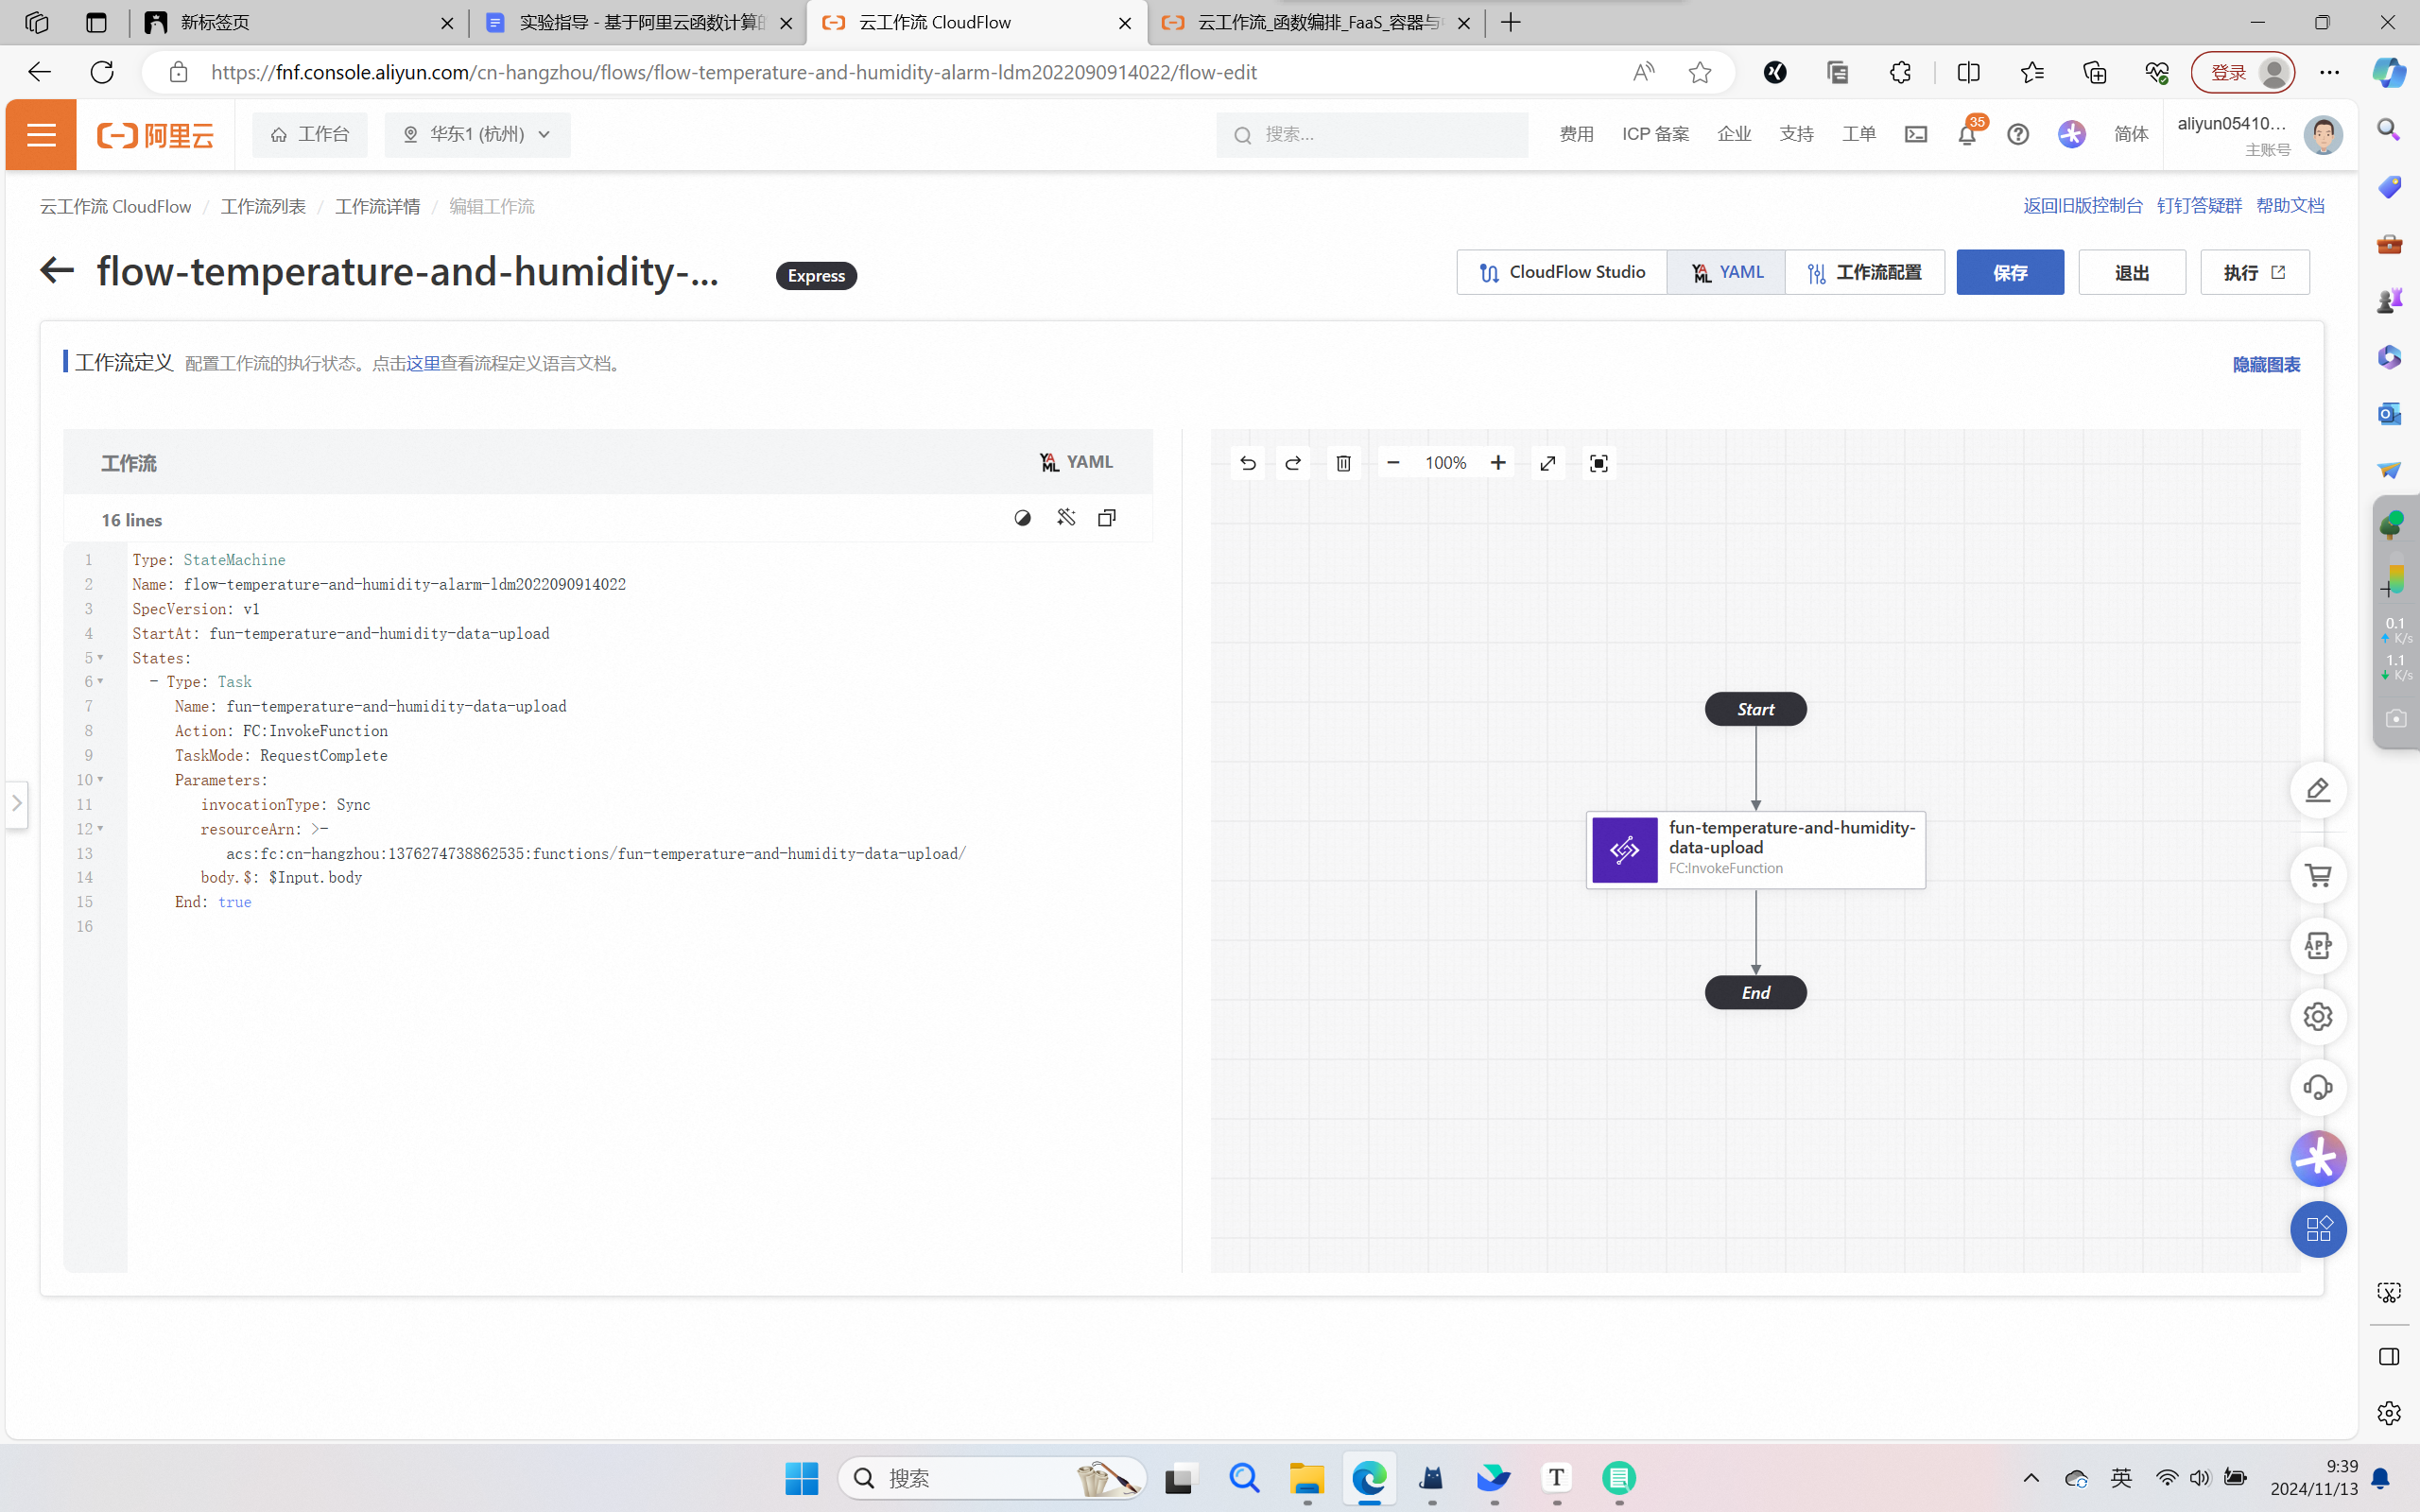 新标签页
实验指导 - 基于阿里云函数计算的
云工作流 CloudFlow
云工作流_函数编排_FaaS_容器与
https://fnf.console.aliyun.com/cn-hangzhou/flows/flow-temperature-and-humidity-alarm-ldm2022090914022/flow-edit
登录
阿里云
工作台
华东1 (杭州)
搜索...
费用
ICP 备案
企业
支持
工单
35
简体
aliyun05410...
主账号
云工作流 CloudFlow / 工作流列表 / 工作流详情 / 编辑工作流
返回旧版控制台 钉钉答疑群 帮助文档
flow-temperature-and-humidity-...
Express
CloudFlow Studio
YAML YAML
工作流配置
保存
退出
执行
工作流定义 配置工作流的执行状态。点击这里查看流程定义语言文档。
隐藏图表
工作流
YAML YAML
100%
16 lines
1 Type: StateMachine
2 Name: flow-temperature-and-humidity-alarm-ldm2022090914022
3 SpecVersion: v1
4 StartAt: fun-temperature-and-humidity-data-upload
5 States:
6 - Type: Task
7 Name: fun-temperature-and-humidity-data-upload
8 Action: FC:InvokeFunction
9 TaskMode: RequestComplete
10 Parameters:
11 invocationType: Sync
12 resourceArn: >-
13 acs:fc:cn-hangzhou:1376274738862535:functions/fun-temperature-and-humidity-data-upload/
14 body.$: $Input.body
15 End: true
16
Start
fun-temperature-and-humidity-
data-upload
FC:InvokeFunction
End
0.1
K/s
1.1
K/s
APP
搜索
T
英
9:39
2024/11/13